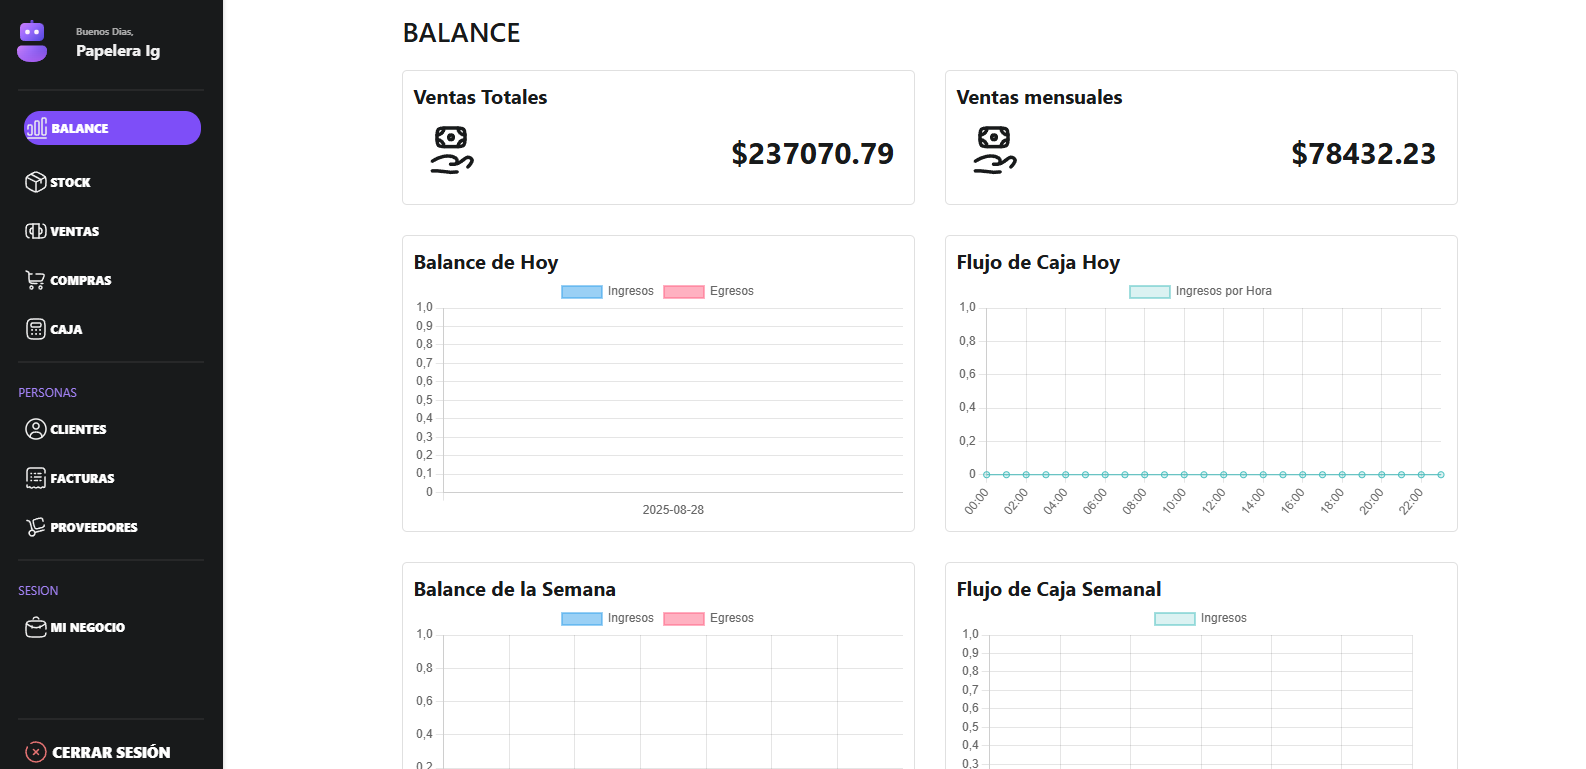 Buenos Dias,
Papelera Ig
BALANCE
STOCK
VENTAS
COMPRAS
CAJA
PERSONAS
CLIENTES
FACTURAS
PROVEEDORES
SESION
MI NEGOCIO
CERRAR SESIÓN
BALANCE
Ventas Totales
$237070.79
Ventas mensuales
$78432.23
Balance de Hoy
Ingresos Egresos
1,0
0,9
0,8
0,7
0,6
0,5
0,4
0,3
0,2
0,1
0
2025-08-28
Flujo de Caja Hoy
Ingresos por Hora
1,0
0,8
0,6
0,4
0,2
0
00:00 02:00 04:00 06:00 08:00 10:00 12:00 14:00 16:00 18:00 20:00 22:00
Balance de la Semana
Ingresos Egresos
1,0
0,8
0,6
0,4
0,2
Flujo de Caja Semanal
Ingresos
1,0
0,9
0,8
0,7
0,6
0,5
0,4
0,3